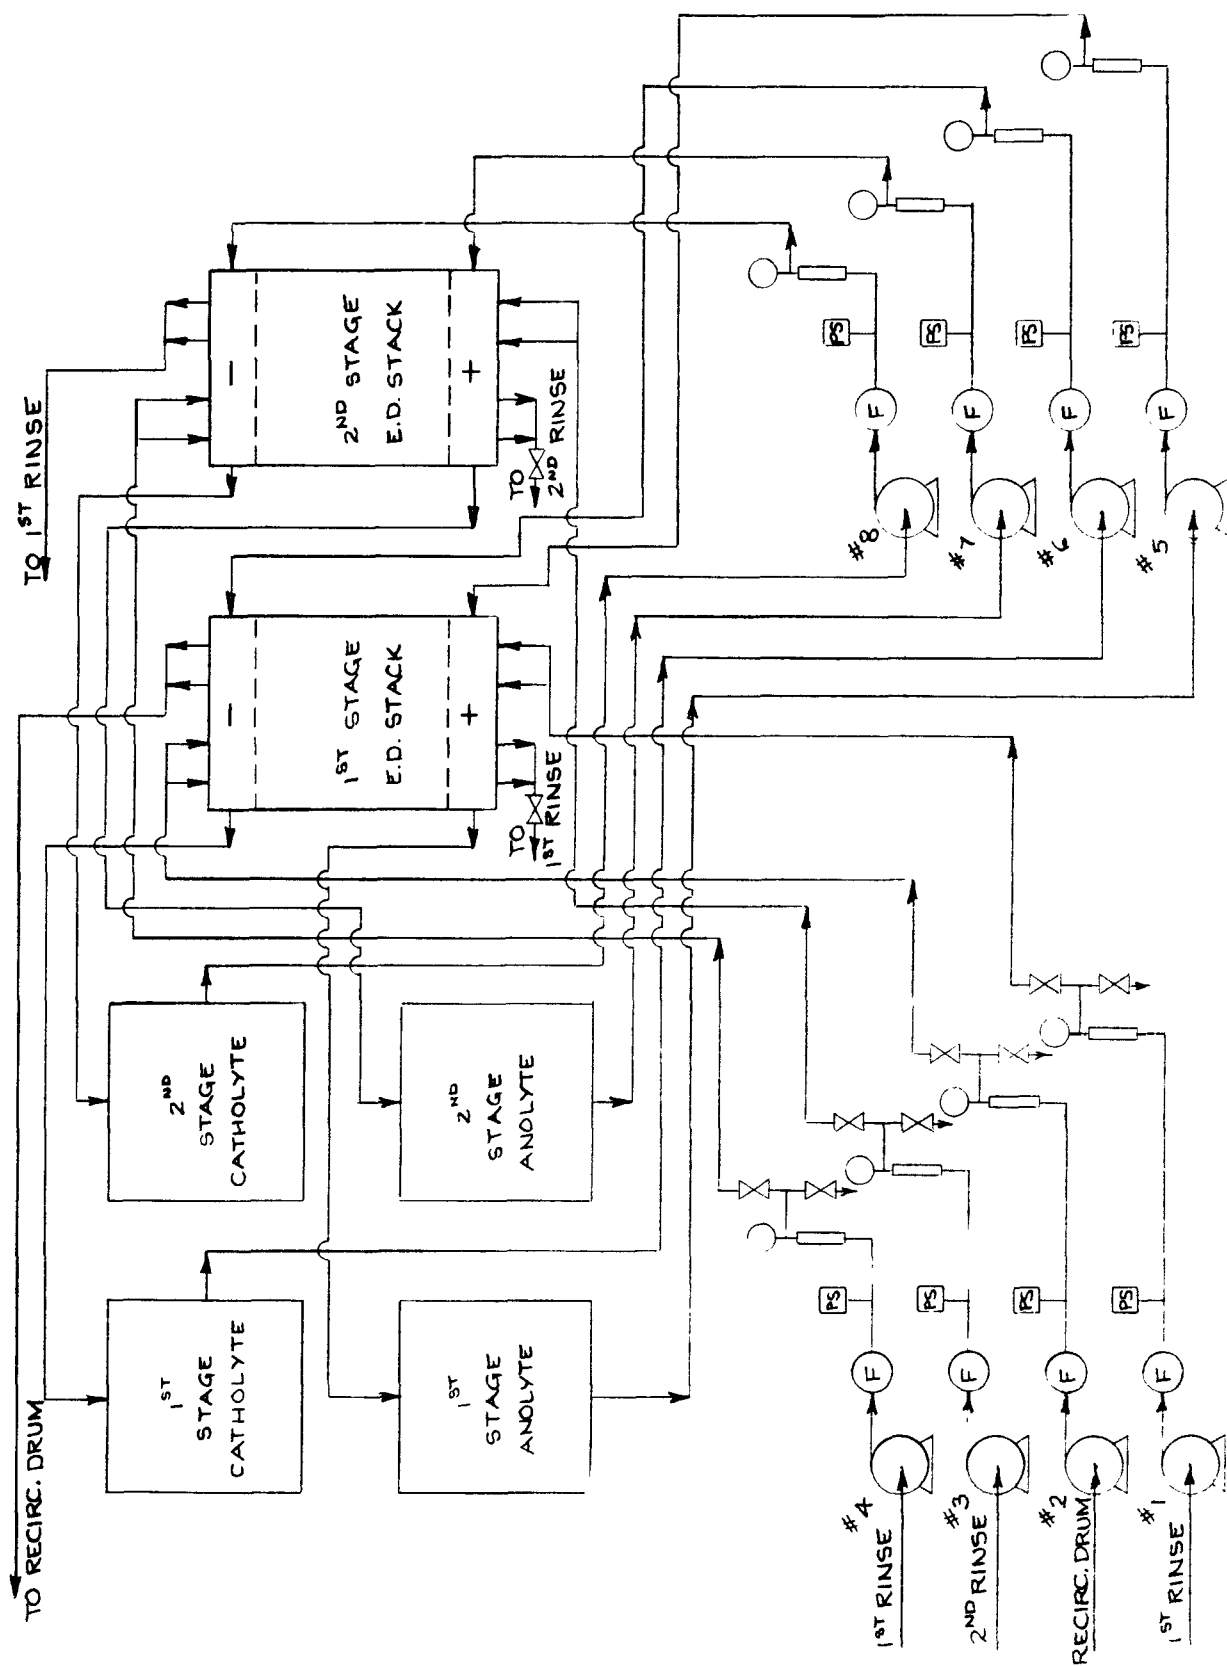 TO 1ST RINSE
TO RECIRC. DRUM
-
2ND STAGE
E.D. STACK
+
TO
2ND RINSE
-
1ST STAGE
E.D. STACK
+
TO
1ST RINSE
2ND
STAGE
CATHOLYTE
2ND
STAGE
ANOLYTE
1ST
STAGE
CATHOLYTE
1ST
STAGE
ANOLYTE
PS
PS
PS
PS
F
F
F
F
#8
#7
#6
#5
PS
PS
PS
PS
F
F
F
F
#4
1ST RINSE
#3
2ND RINSE
#2
RECIRC. DRUM
#1
1ST RINSE